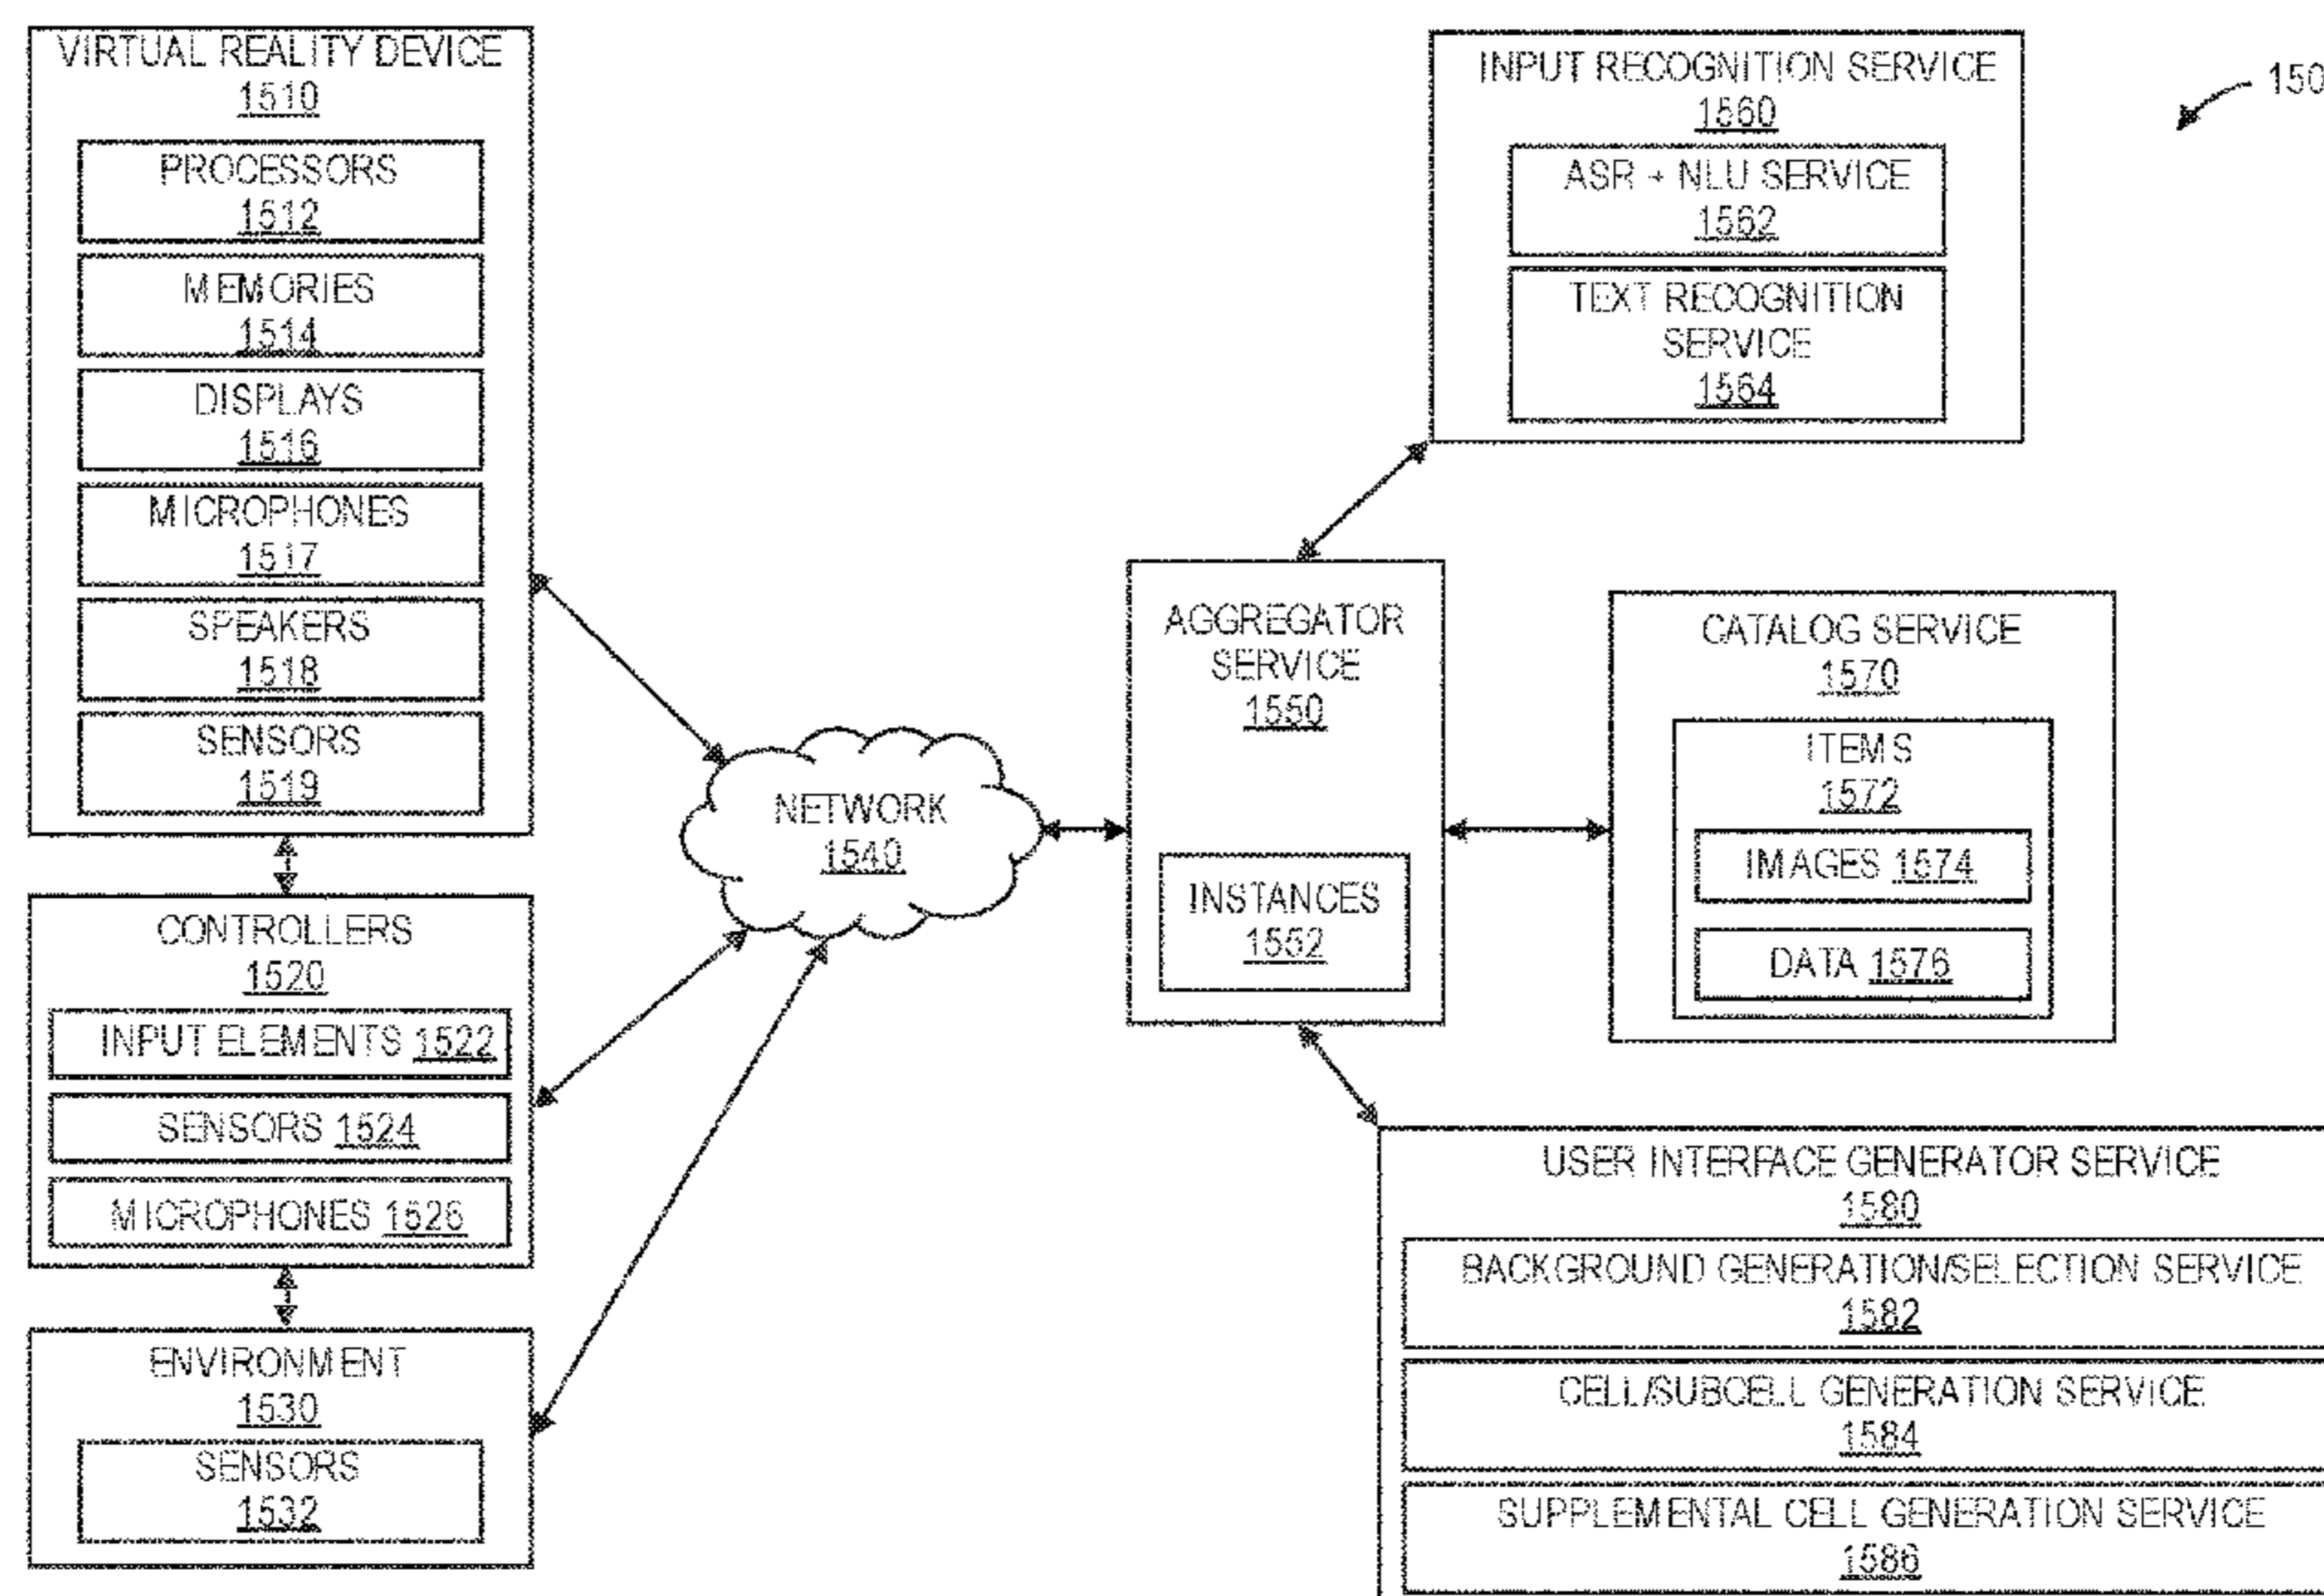 VIRTUAL REALITY DEVICE
1510
PROCESSORS
1512
MEMORIES
1514
DISPLAYS
1516
MICROPHONES
1517
SPEAKERS
1518
SENSORS
1519
CONTROLLERS
1520
INPUT ELEMENTS 1522
SENSORS 1524
MICROPHONES 1526
ENVIRONMENT
1530
SENSORS
1532
NETWORK
1540
AGGREGATOR
SERVICE
1550
INSTANCES
1552
INPUT RECOGNITION SERVICE
1560
ASR + NLU SERVICE
1562
TEXT RECOGNITION
SERVICE
1564
150
CATALOG SERVICE
1570
ITEMS
1572
IMAGES 1574
DATA 1576
USER INTERFACE GENERATOR SERVICE
1580
BACKGROUND GENERATION/SELECTION SERVICE
1582
CELL/SUBCELL GENERATION SERVICE
1584
SUPPLEMENTAL CELL GENERATION SERVICE
1586